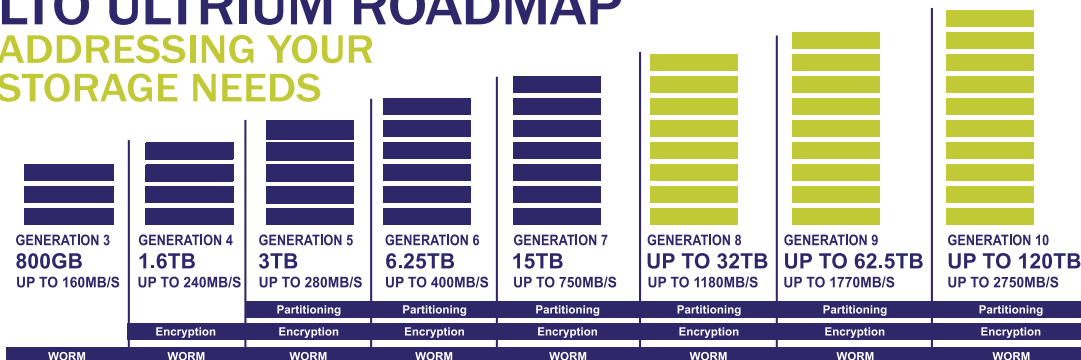 LTO ULTRIUM ROADMAP
ADDRESSING YOUR
STORAGE NEEDS
GENERATION 3
800GB
UP TO 160MB/S
GENERATION 4
1.6TB
UP TO 240MB/S
GENERATION 5
3TB
UP TO 280MB/S
GENERATION 6
6.25TB
UP TO 400MB/S
GENERATION 7
15TB
UP TO 750MB/S
GENERATION 8
UP TO 32TB
UP TO 1180MB/S
GENERATION 9
UP TO 62.5TB
UP TO 1770MB/S
GENERATION 10
UP TO 120TB
UP TO 2750MB/S
Partitioning Partitioning Partitioning Partitioning Partitioning Partitioning
Encryption Encryption Encryption Encryption Encryption Encryption Encryption
WORM WORM WORM WORM WORM WORM WORM WORM